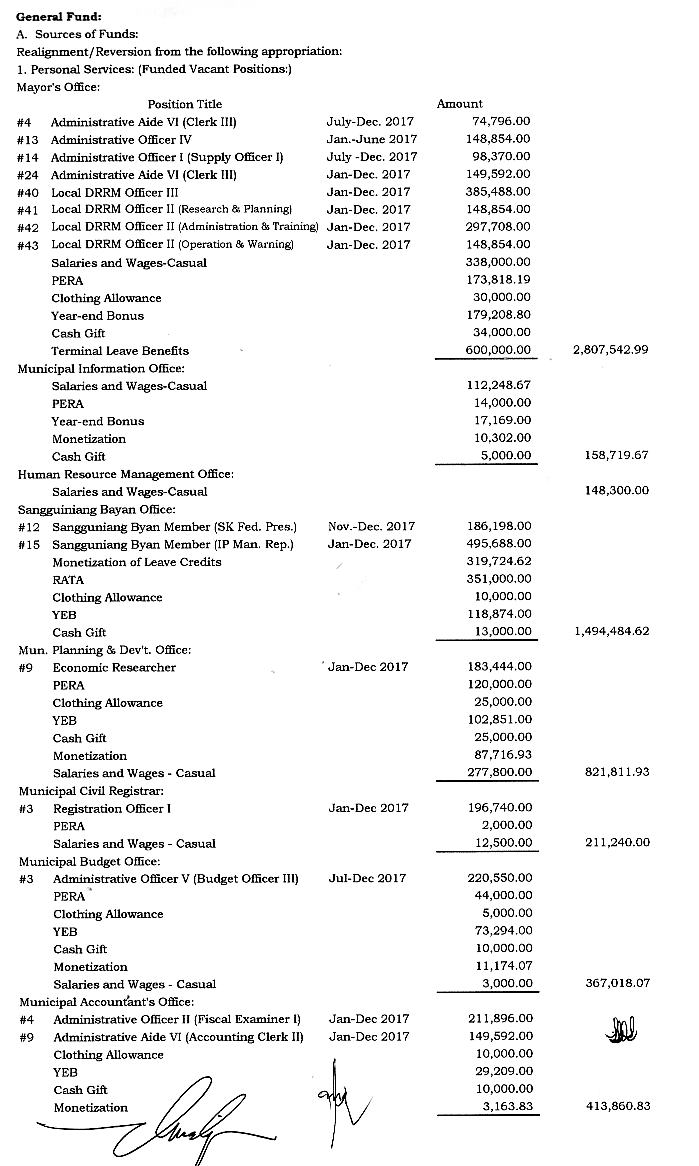 General Fund:
A. Sources of Funds:
Realignment/Reversion from the following appropriation:
1. Personal Services: (Funded Vacant Positions:)
Mayor's Office:
Position Title Amount
#4 Administrative Aide VI (Clerk III) July-Dec. 2017 74,796.00
#13 Administrative Officer IV Jan.-June 2017 148,854.00
#14 Administrative Officer I (Supply Officer I) July -Dec. 2017 98,370.00
#24 Administrative Aide VI (Clerk III) Jan-Dec. 2017 149,592.00
#40 Local DRRM Officer III Jan-Dec. 2017 385,488.00
#41 Local DRRM Officer II (Research & Planning) Jan-Dec. 2017 148,854.00
#42 Local DRRM Officer II (Administration & Training) Jan-Dec. 2017 297,708.00
#43 Local DRRM Officer II (Operation & Warning) Jan-Dec. 2017 148,854.00
Salaries and Wages-Casual 338,000.00
PERA 173,818.19
Clothing Allowance 30,000.00
Year-end Bonus 179,208.80
Cash Gift 34,000.00
Terminal Leave Benefits 600,000.00 2,807,542.99
Municipal Information Office:
Salaries and Wages-Casual 112,248.67
PERA 14,000.00
Year-end Bonus 17,169.00
Monetization 10,302.00
Cash Gift 5,000.00 158,719.67
Human Resource Management Office:
Salaries and Wages-Casual 148,300.00
Sangguiniang Bayan Office:
#12 Sangguniang Byan Member (SK Fed. Pres.) Nov.-Dec. 2017 186,198.00
#15 Sangguniang Byan Member (IP Man. Rep.) Jan-Dec. 2017 495,688.00
Monetization of Leave Credits 319,724.62
RATA 351,000.00
Clothing Allowance 10,000.00
YEB 118,874.00
Cash Gift 13,000.00 1,494,484.62
Mun. Planning & Dev't. Office:
#9 Economic Researcher Jan-Dec 2017 183,444.00
PERA 120,000.00
Clothing Allowance 25,000.00
YEB 102,851.00
Cash Gift 25,000.00
Monetization 87,716.93
Salaries and Wages - Casual 277,800.00 821,811.93
Municipal Civil Registrar:
#3 Registration Officer I Jan-Dec 2017 196,740.00
PERA 2,000.00
Salaries and Wages - Casual 12,500.00 211,240.00
Municipal Budget Office:
#3 Administrative Officer V (Budget Officer III) Jul-Dec 2017 220,550.00
PERA 44,000.00
Clothing Allowance 5,000.00
YEB 73,294.00
Cash Gift 10,000.00
Monetization 11,174.07
Salaries and Wages - Casual 3,000.00 367,018.07
Municipal Accountant's Office:
#4 Administrative Officer II (Fiscal Examiner I) Jan-Dec 2017 211,896.00
#9 Administrative Aide VI (Accounting Clerk II) Jan-Dec 2017 149,592.00
Clothing Allowance 10,000.00
YEB 29,209.00
Cash Gift 10,000.00
Monetization 3,163.83 413,860.83